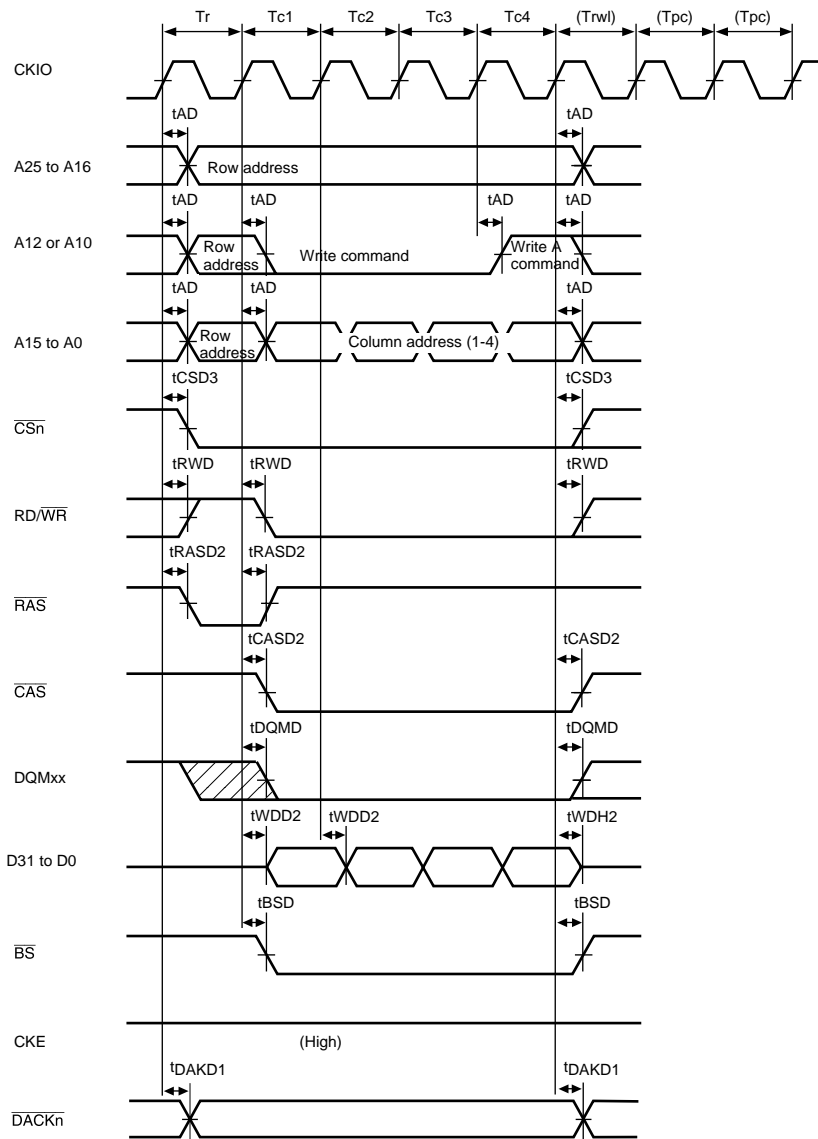 Tr Tc1 Tc2 Tc3 Tc4 (Trwl) (Tpc) (Tpc)
CKIO
tAD tAD
A25 to A16 Row address
tAD tAD tAD tAD
A12 or A10 Row address Write command Write A command
tAD tAD tAD
A15 to A0 Row address Column address (1-4)
tCSD3 tCSD3
CSn
tRWD tRWD tRWD
RD/WR
tRASD2 tRASD2
RAS
tCASD2 tCASD2
CAS
tDQMD tDQMD
DQMxx
tWDD2 tWDD2 tWDH2
D31 to D0
tBSD tBSD
BS
CKE (High)
tDAKD1 tDAKD1
DACKn